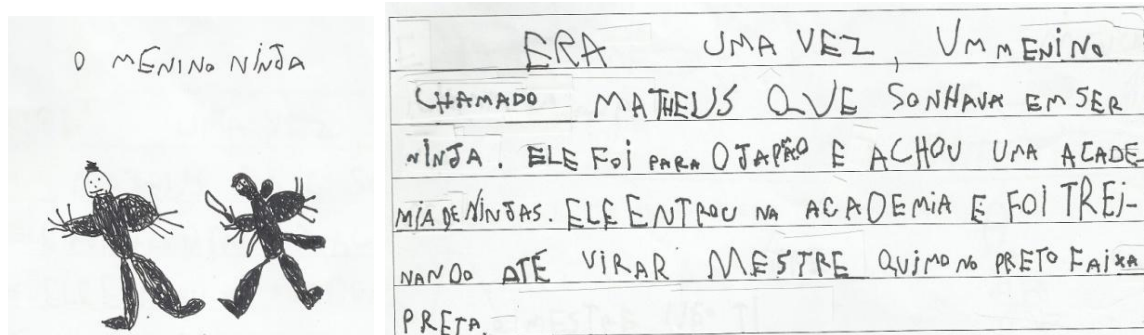 O MENINO NINJA
ERA UMA VEZ, UM MENINO
CHAMADO MATHEUS QUE SONHAVA EM SER
NINJA. ELE FOI PARA O JAPÃO E ACHOU UMA ACADE
MIA DE NINJAS. ELE ENTROU NA ACADEMIA E FOI TREI-
NANDO ATÉ VIRAR MESTRE QUIMONO PRETO FAIXA
PRETA.